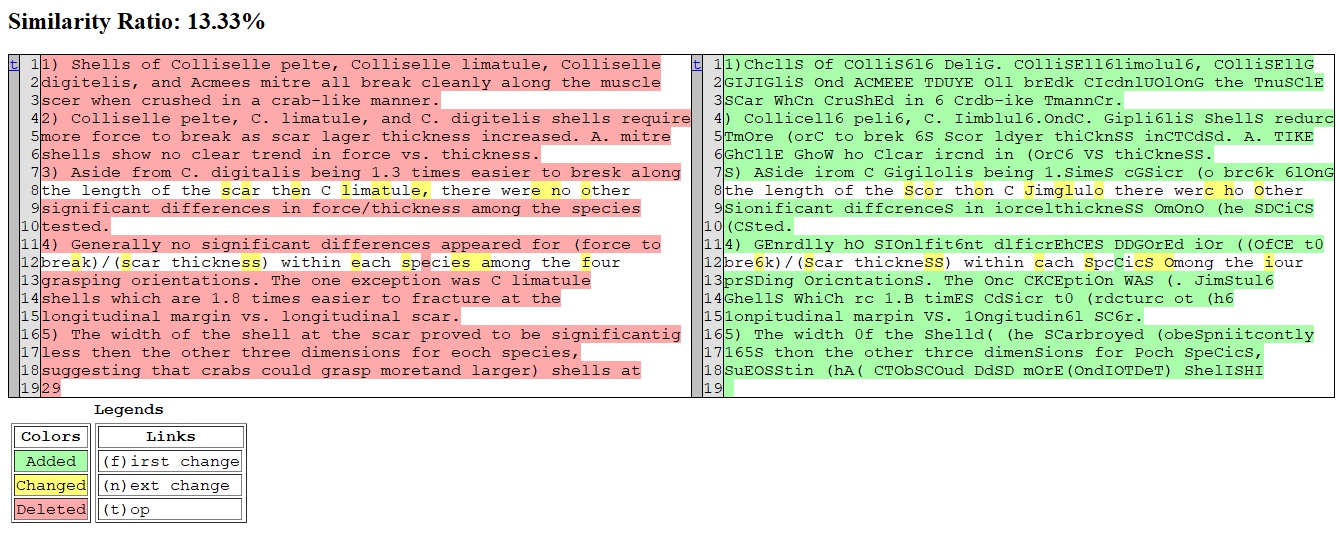 Similarity Ratio: 13.33%
t 1 1) Shells of Colliselle pelte, Colliselle limatule, Colliselle
2 digitelis, and Acmees mitre all break cleanly along the muscle
3 scer when crushed in a crab-like manner.
4 2) Colliselle pelte, C. limatule, and C. digitelis shells require
5 more force to break as scar lager thickness increased. A. mitre
6 shells show no clear trend in force vs. thickness.
7 3) Aside from C. digitalis being 1.3 times easier to bresk along
8 the length of the scar then C limatule, there were no other
9 significant differences in force/thickness among the species
10 tested.
11 4) Generally no significant differences appeared for (force to
12 break)/(scar thickness) within each species among the four
13 grasping orientations. The one exception was C limatule
14 shells which are 1.8 times easier to fracture at the
15 longitudinal margin vs. longitudinal scar.
16 5) The width of the shell at the scar proved to be significantig
17 less then the other three dimensions for eoch species,
18 suggesting that crabs could grasp moretand larger) shells at
19 29
t 1 1)ChcllS Of COlliS6l6 DeliG. COlliSEll6limolul6, COlliSEllG
2 GIJIGliS Ond ACMEEE TDUYE Oll brEdk CIcdnlUOlOnG the TnuSClE
3 SCar WhCn CruShEd in 6 Crdb-ike TmannCr.
4 ) Collicell6 peli6, C. Iimblul6.OndC. Gipli6liS ShellS redurc
5 TmOre (orC to brek 6S Scor ldyer thiCknSS inCTCdSd. A. TIKE
6 GhCllE GhoW ho Clcar ircnd in (OrC6 VS thiCkneSS.
7 S) ASide irom C Gigilolis being 1.SimeS cGSicr (o brc6k 6lOnG
8 the length of the Scor thon C Jimglulo there werc ho Other
9 Sionificant diffcrenceS in iorcelthickneSS OmOnO (he SDCiCS
10 (CSted.
11 4) GEnrdlly hO SIOnlfit6nt dlficrEhCES DDGOrEd iOr ((OfCE t0
12 bre6k)/(Scar thickneSS) within cach SpcCicS Omong the iour
13 prSDing OricntationS. The Onc CKCEptiOn WAS (. JimStul6
14 GhellS WhiCh rc 1.B timES CdSicr t0 (rdcturc ot (h6
15 lonpitudinal marpin VS. 1Ongitudin6l SC6r.
16 5) The width 0f the Shelld( (he SCarbroyed (obeSpniitcontly
17 165S thon the other thrce dimenSions for Poch SpeCicS,
18 SuEOSStin (hA( CTObSCOud DdSD mOrE(OndIOTDeT) ShelISHI
19
Legends
Colors Links
Added (f)irst change
Changed (n)ext change
Deleted (t)op